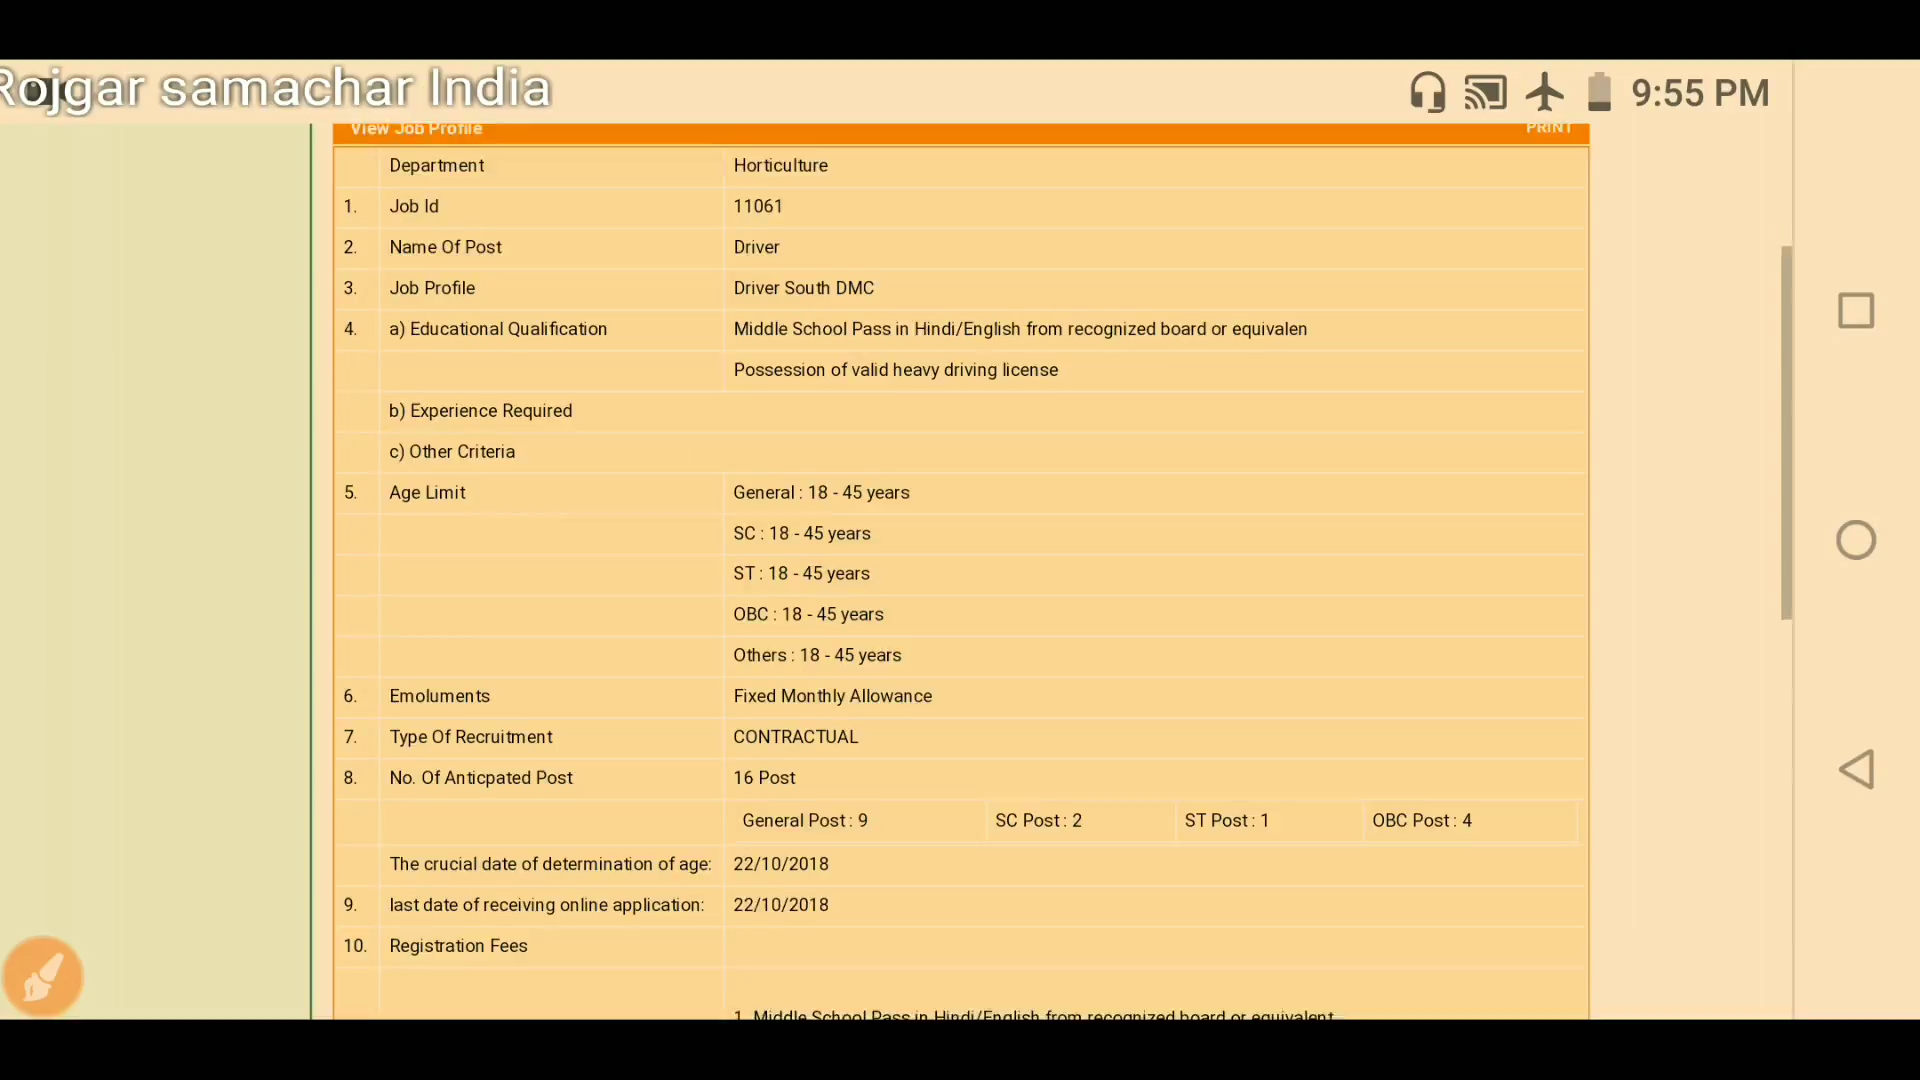 Rojgar samachar India
9:55 PM
View Job Profile PRINT
Department Horticulture
1. Job Id 11061
2. Name Of Post Driver
3. Job Profile Driver South DMC
4. a) Educational Qualification Middle School Pass in Hindi/English from recognized board or equivalen
Possession of valid heavy driving license
b) Experience Required
c) Other Criteria
5. Age Limit General : 18 - 45 years
SC : 18 - 45 years
ST : 18 - 45 years
OBC : 18 - 45 years
Others : 18 - 45 years
6. Emoluments Fixed Monthly Allowance
7. Type Of Recruitment CONTRACTUAL
8. No. Of Anticpated Post 16 Post
General Post : 9 SC Post : 2 ST Post : 1 OBC Post : 4
The crucial date of determination of age: 22/10/2018
9. last date of receiving online application: 22/10/2018
10. Registration Fees
1. Middle School Pass in Hindi/English from recognized board or equivalent